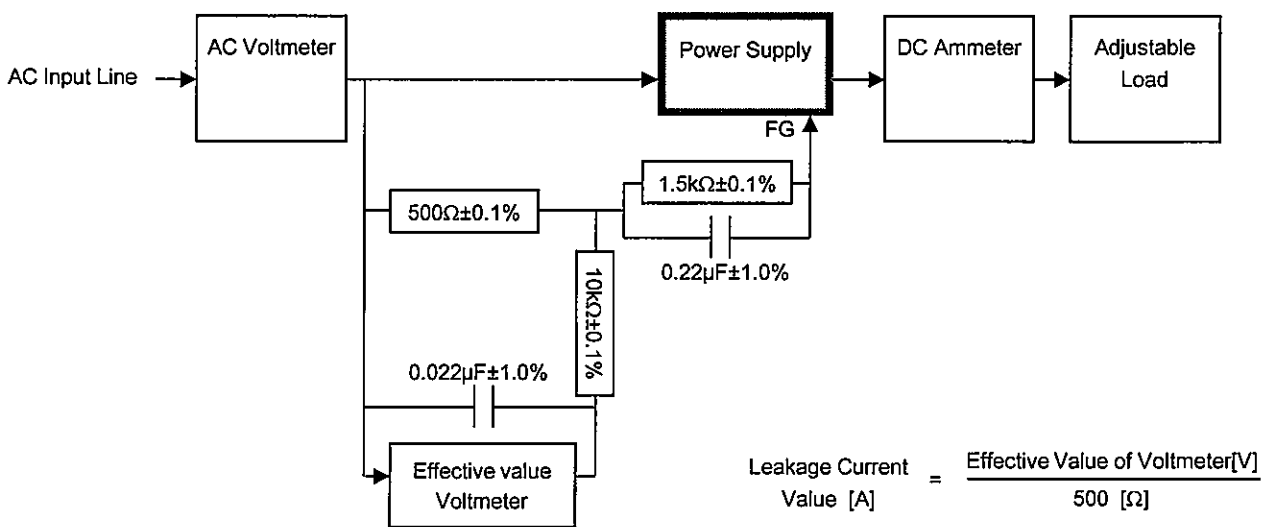 AC Voltmeter
Power Supply
DC Ammeter
Adjustable
Load
AC Input Line
FG
1.5kΩ±0.1%
500Ω±0.1%
0.22µF±1.0%
10kΩ±0.1%
0.022µF±1.0%
Effective value
Voltmeter
Leakage Current
Value [A]
=
Effective Value of Voltmeter[V]
500 [Ω]